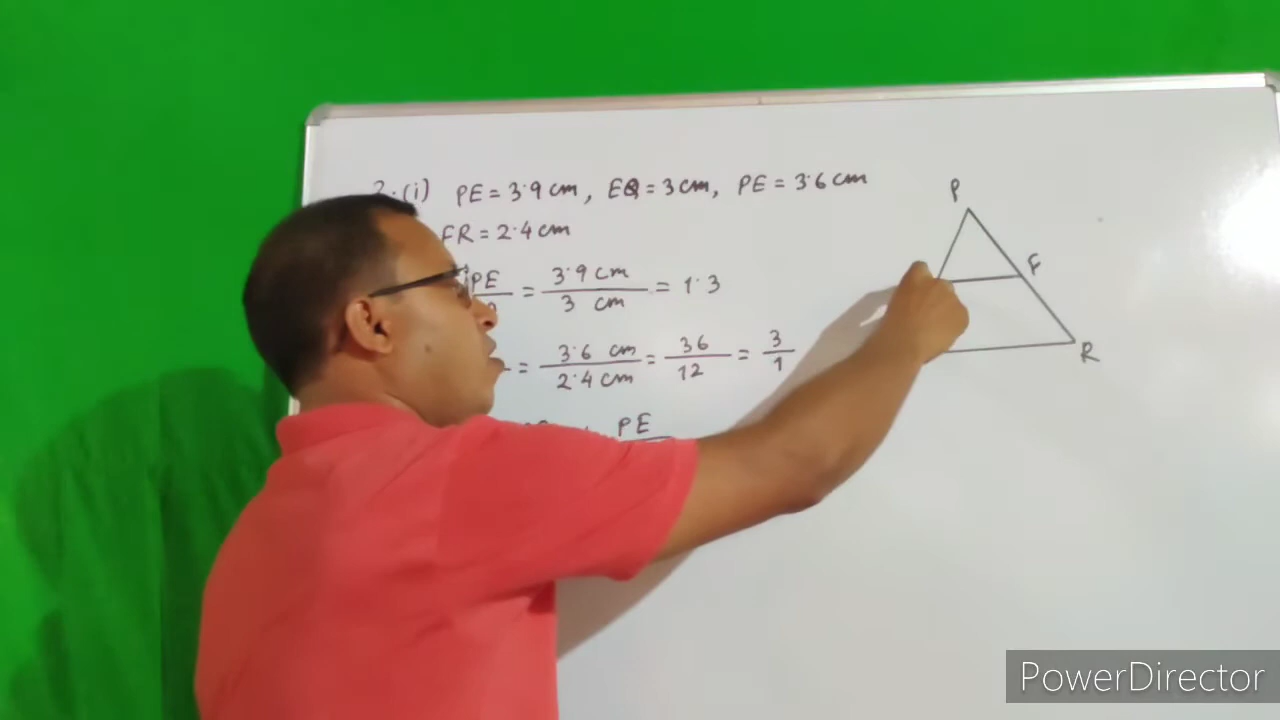 2.(i) PE = 3.9 cm, EQ = 3 cm, PE = 3.6 cm
FR = 2.4 cm
PE = 3.9 cm / 3 cm = 1.3
= 3.6 cm / 2.4 cm = 36 / 12 = 3 / 1
PE
P
F
R
PowerDirector